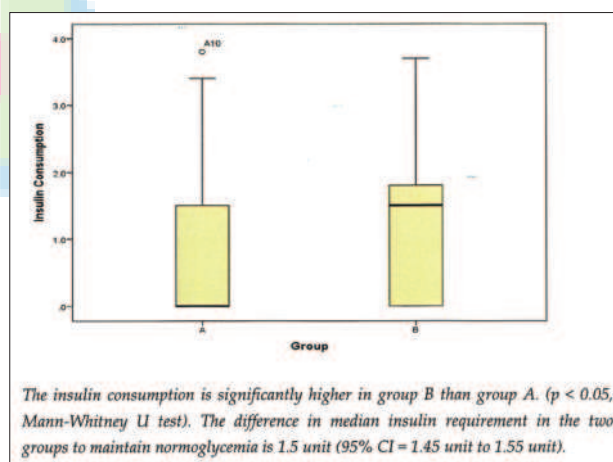 4.0
A10
3.0
2.0
1.0
.0
Insulin Consumption
A
B
Group
The insulin consumption is significantly higher in group B than group A. (p < 0.05,
Mann-Whitney U test). The difference in median insulin requirement in the two
groups to maintain normoglycemia is 1.5 unit (95% CI = 1.45 unit to 1.55 unit).